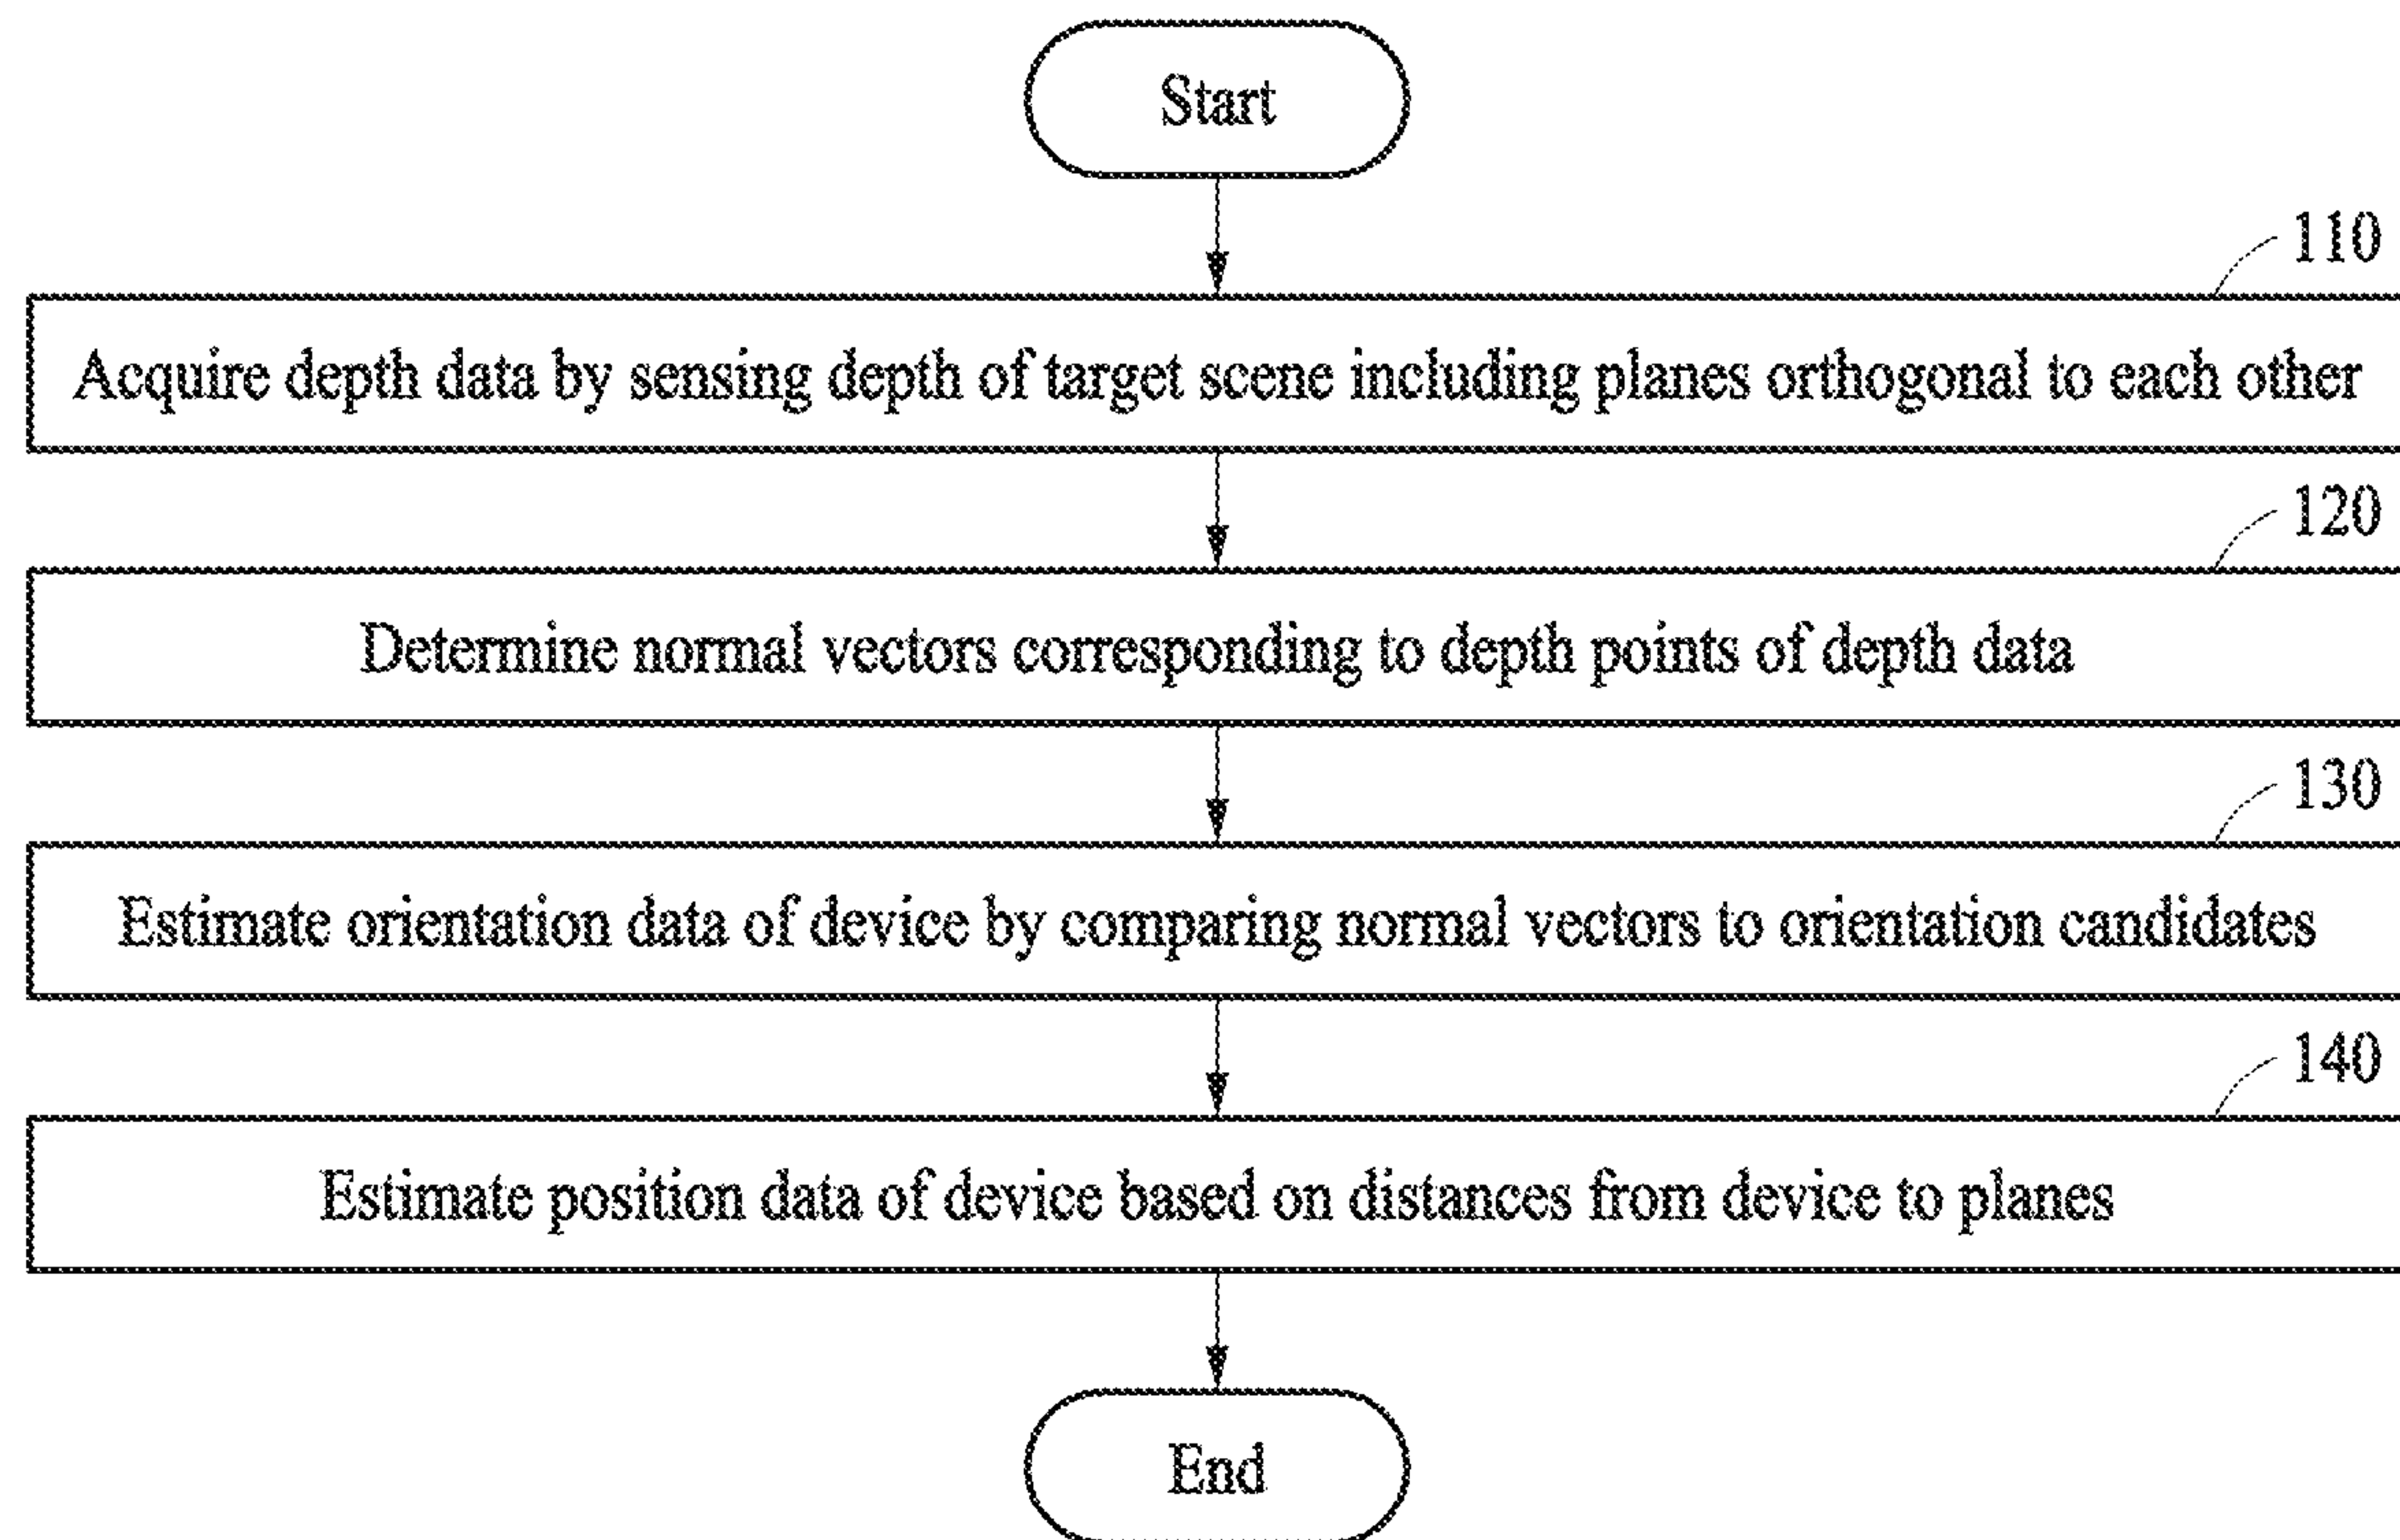 Start
110
Acquire depth data by sensing depth of target scene including planes orthogonal to each other
120
Determine normal vectors corresponding to depth points of depth data
130
Estimate orientation data of device by comparing normal vectors to orientation candidates
140
Estimate position data of device based on distances from device to planes
End